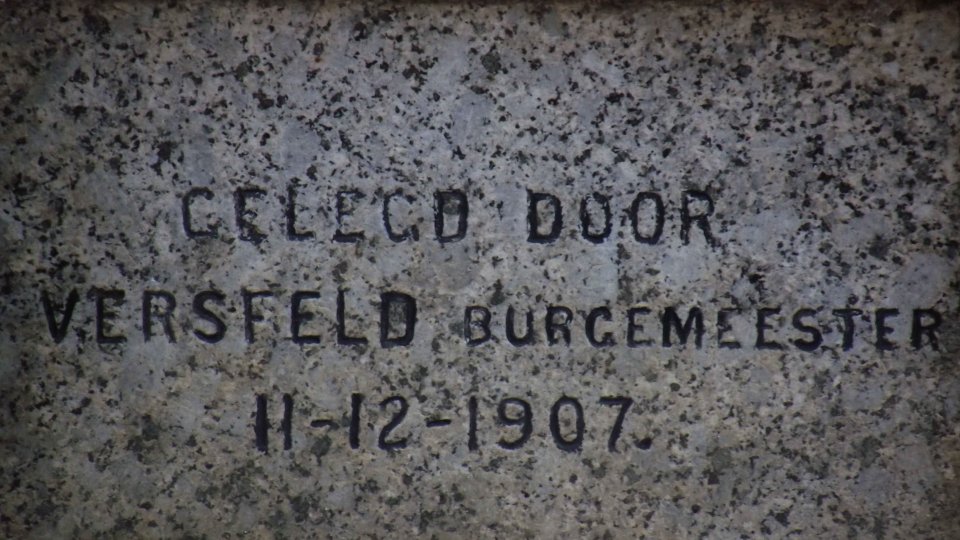 GELEGD DOOR
VERSFELD BURGEMEESTER
11-12-1907.